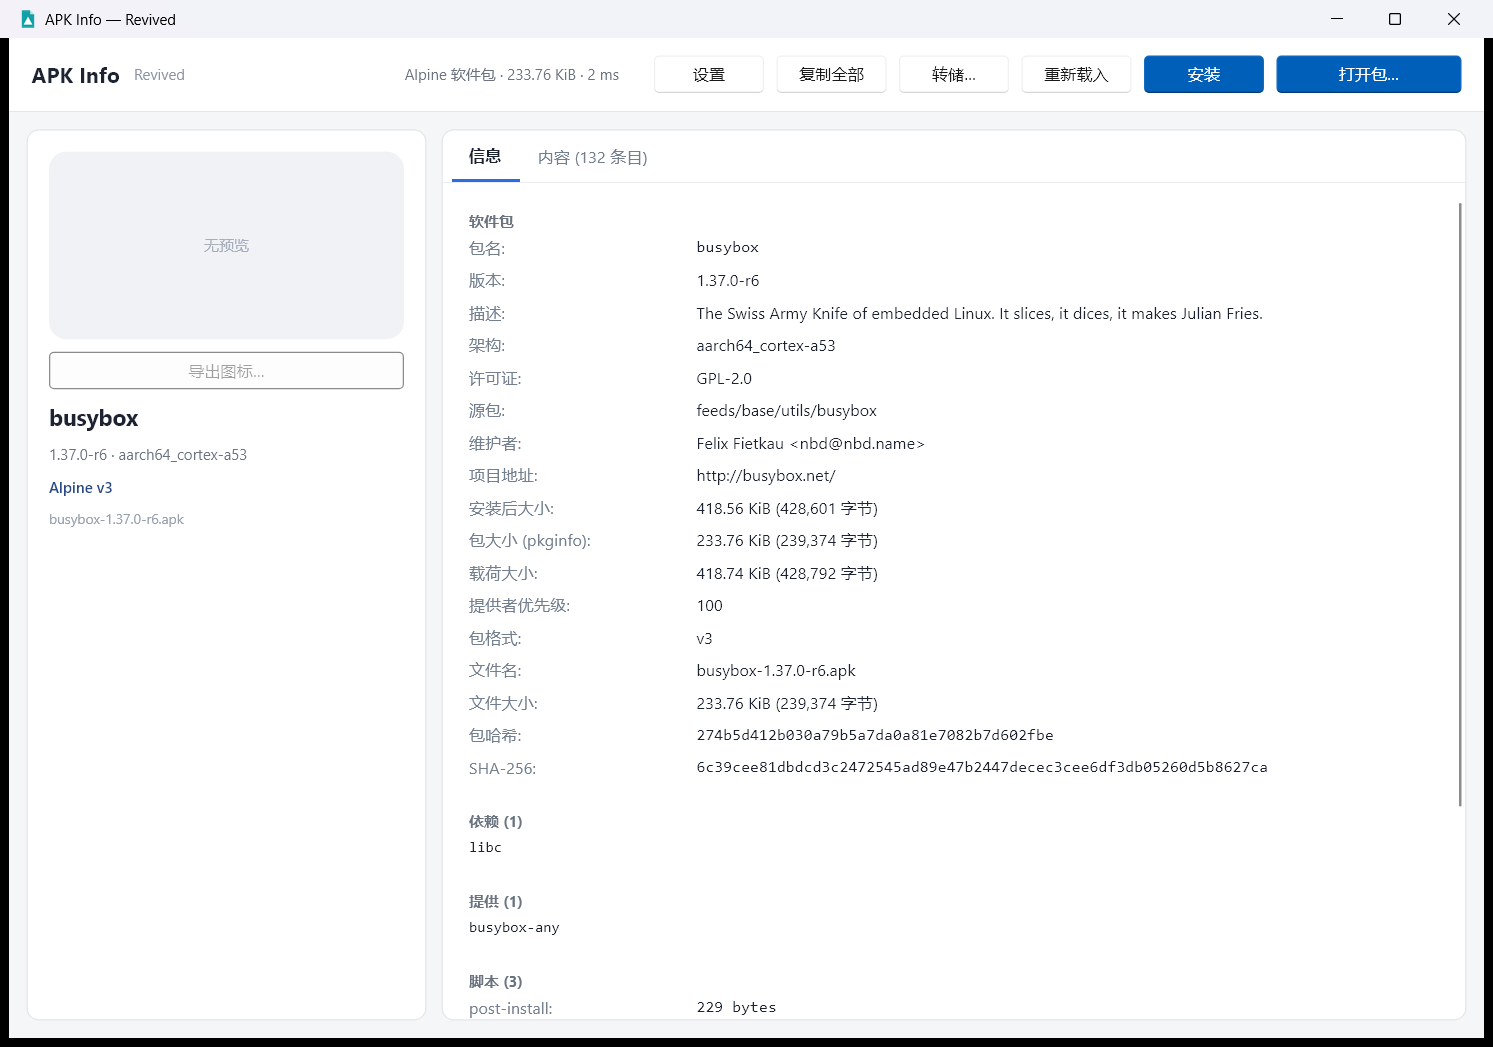 APK Info — Revived
APK Info Revived Alpine 软件包 · 233.76 KiB · 2 ms 设置 复制全部 转储... 重新载入 安装 打开包...
无预览
导出图标...
busybox
1.37.0-r6 · aarch64_cortex-a53
Alpine v3
busybox-1.37.0-r6.apk
信息 内容 (132 条目)
软件包
包名: busybox
版本: 1.37.0-r6
描述: The Swiss Army Knife of embedded Linux. It slices, it dices, it makes Julian Fries.
架构: aarch64_cortex-a53
许可证: GPL-2.0
源包: feeds/base/utils/busybox
维护者: Felix Fietkau <nbd@nbd.name>
项目地址: http://busybox.net/
安装后大小: 418.56 KiB (428,601 字节)
包大小 (pkginfo): 233.76 KiB (239,374 字节)
载荷大小: 418.74 KiB (428,792 字节)
提供者优先级: 100
包格式: v3
文件名: busybox-1.37.0-r6.apk
文件大小: 233.76 KiB (239,374 字节)
包哈希: 274b5d412b030a79b5a7da0a81e7082b7d602fbe
SHA-256: 6c39cee81dbdcd3c2472545ad89e47b2447decec3cee6df3db05260d5b8627ca
依赖 (1)
libc
提供 (1)
busybox-any
脚本 (3)
post-install: 229 bytes